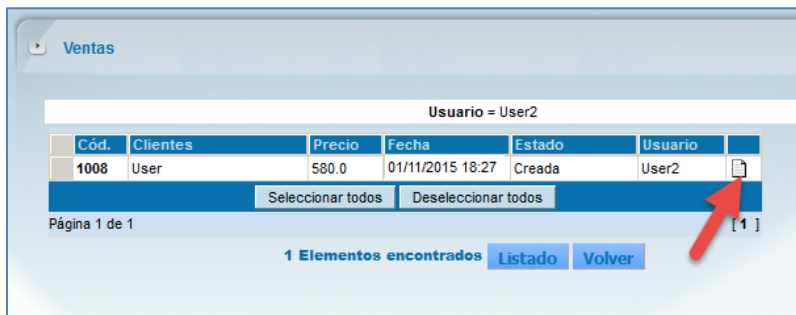 Ventas
Usuario = User2
Cód. Clientes Precio Fecha Estado Usuario
1008 User 580.0 01/11/2015 18:27 Creada User2
Seleccionar todos Deseleccionar todos
Página 1 de 1 [ 1 ]
1 Elementos encontrados Listado Volver